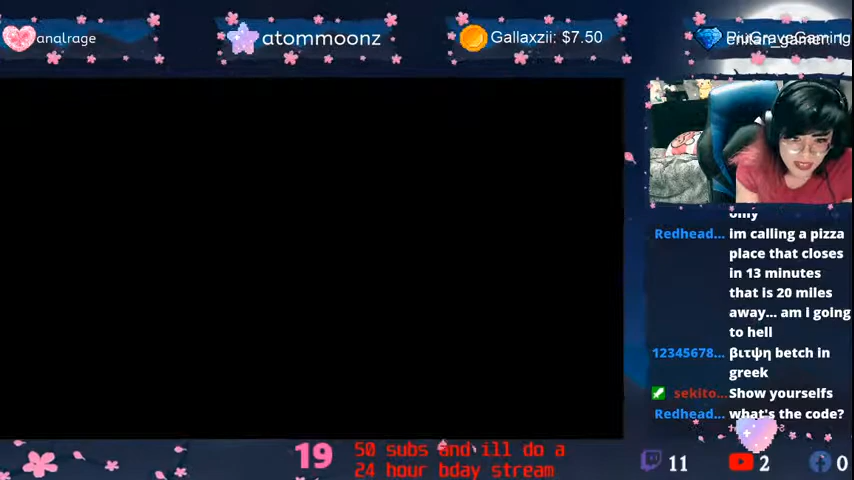 analrage
atommoonz
Gallaxzii: $7.50
PiuGraveGaming
only
Redhead... im calling a pizza
place that closes
in 13 minutes
that is 20 miles
away... am i going
to hell
12345678... βιτψη betch in
greek
sekito... Show yourselfs
Redhead... what's the code?
19
50 subs and ill do a
24 hour bday stream
11
2
0